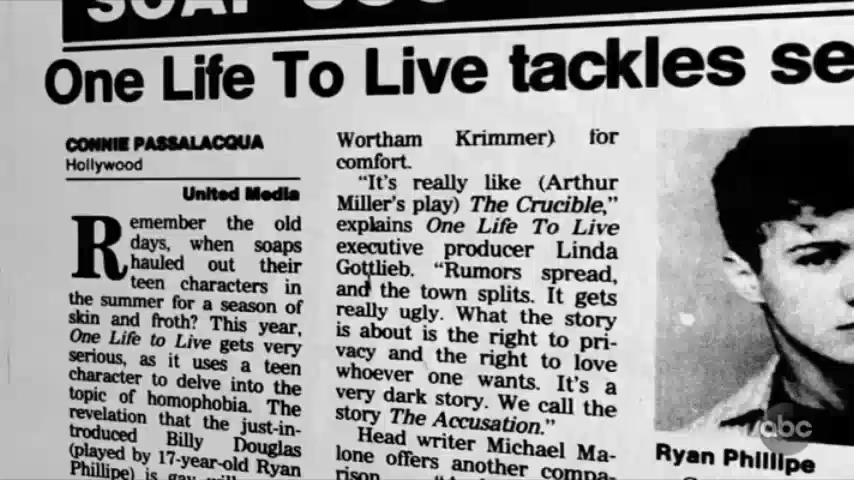 One Life To Live tackles se
CONNIE PASSALACQUA
Hollywood
United Media
Remember the old
days, when soaps
hauled out their
teen characters in
the summer for a season of
skin and froth? This year,
One Life to Live gets very
serious, as it uses a teen
character to delve into the
topic of homophobia. The
revelation that the just-in-
troduced Billy Douglas
(played by 17-year-old Ryan
Phillipe) is gay will
Wortham Krimmer) for
comfort.
"It's really like (Arthur
Miller's play) The Crucible,"
explains One Life To Live
executive producer Linda
Gottlieb. "Rumors spread,
and the town splits. It gets
really ugly. What the story
is about is the right to pri-
vacy and the right to love
whoever one wants. It's a
very dark story. We call the
story The Accusation."
Head writer Michael Ma-
lone offers another compa-
rison.
abc
Ryan Phillipe